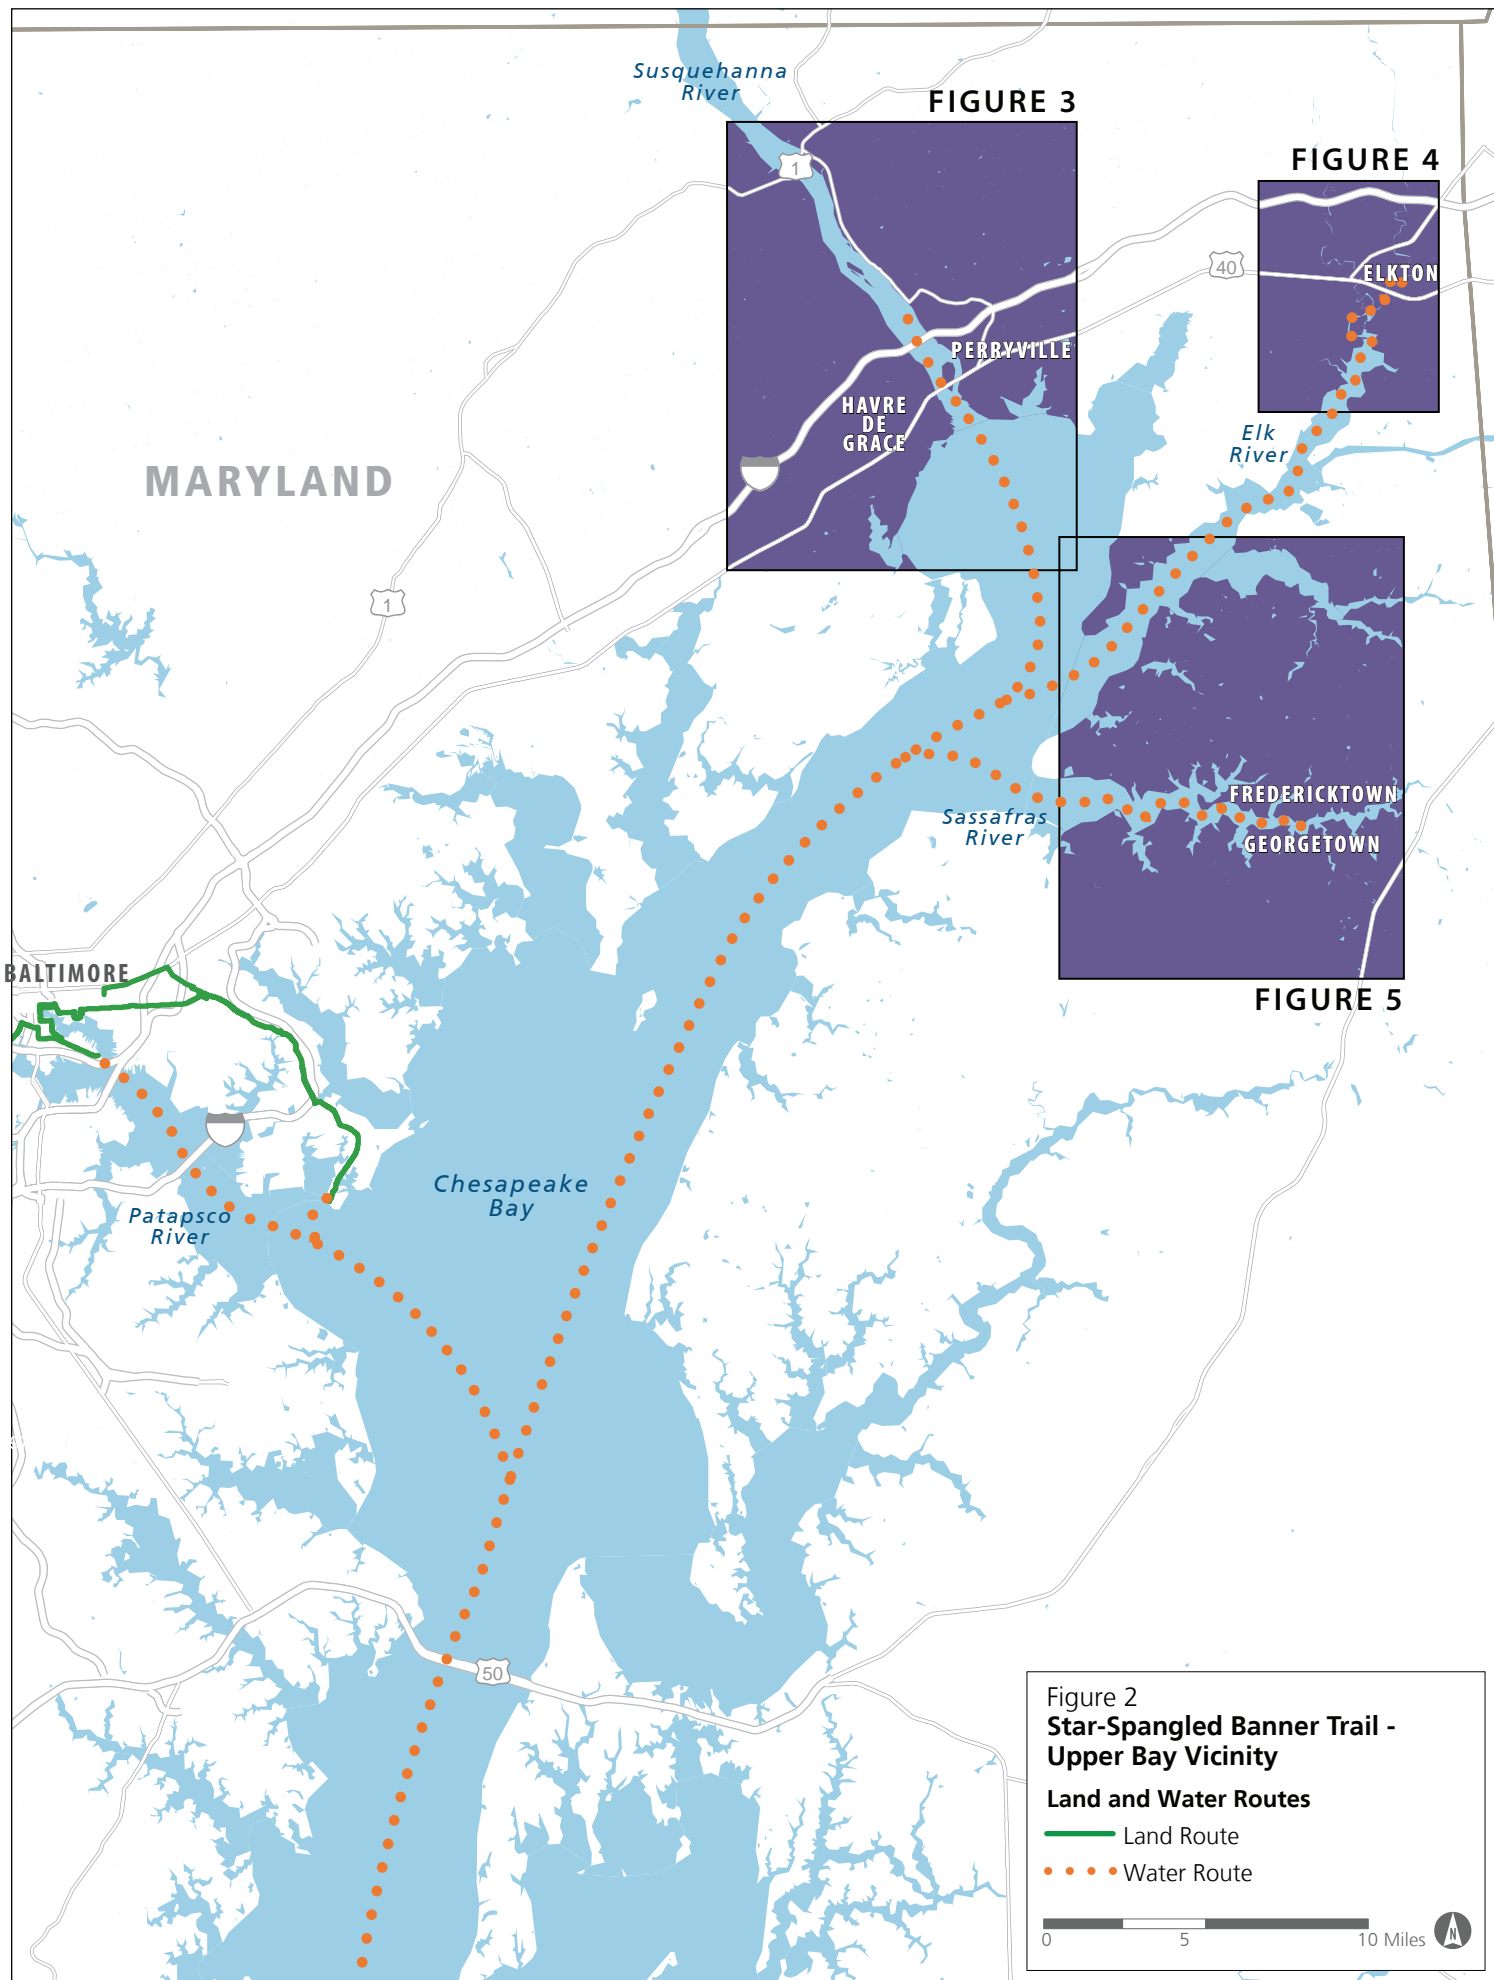 Susquehanna
River
FIGURE 3
1
FIGURE 4
40
ELKTON
PERRYVILLE
HAVRE
DE
GRACE
Elk
River
MARYLAND
1
FREDERICKTOWN
Sassafras
River
GEORGETOWN
BALTIMORE
FIGURE 5
Chesapeake
Bay
Patapsco
River
50
Figure 2
Star-Spangled Banner Trail -
Upper Bay Vicinity
Land and Water Routes
Land Route
Water Route
0 5 10 Miles
N